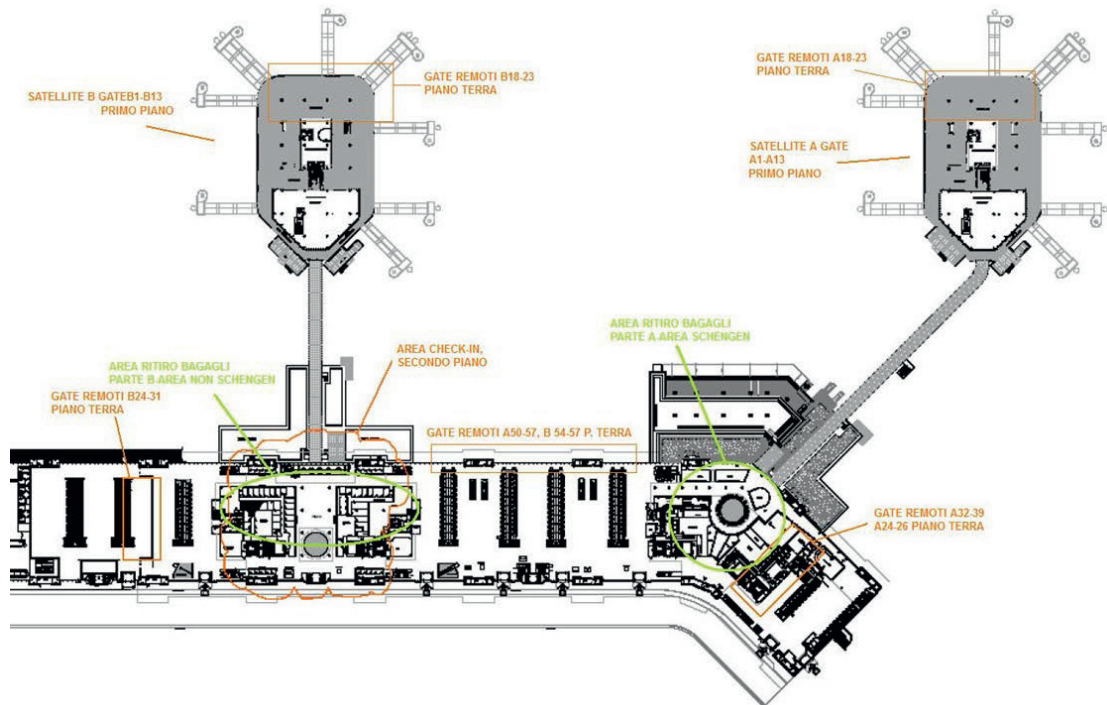 GATE REMOTI B18-23
PIANO TERRA
SATELLITE B GATEB1-B13
PRIMO PIANO
GATE REMOTI A18-23
PIANO TERRA
SATELLITE A GATE
A1-A13
PRIMO PIANO
AREA RITIRO BAGAGLI
PARTE A-AREA SCHENGEN
AREA CHECK-IN,
SECONDO PIANO
AREA RITIRO BAGAGLI
PARTE B-AREA NON SCHENGEN
GATE REMOTI B24-31
PIANO TERRA
GATE REMOTI A50-57, B 54-57 P. TERRA
GATE REMOTI A32-39
A24-26 PIANO TERRA